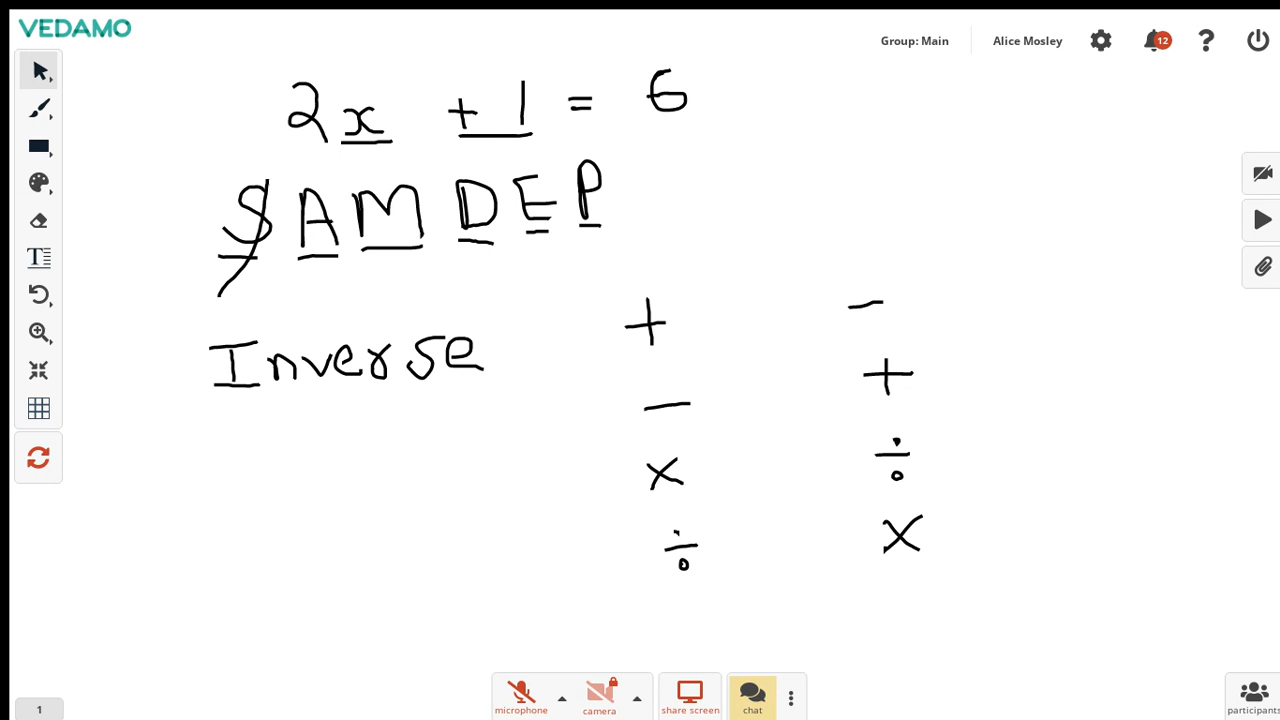 VEDAMO
Group: Main
Alice Mosley
12
?
2x + 1 = 6
SAMDEP
Inverse
+ -
- +
x ÷
÷ x
T
1
microphone
camera
share screen
chat
participants